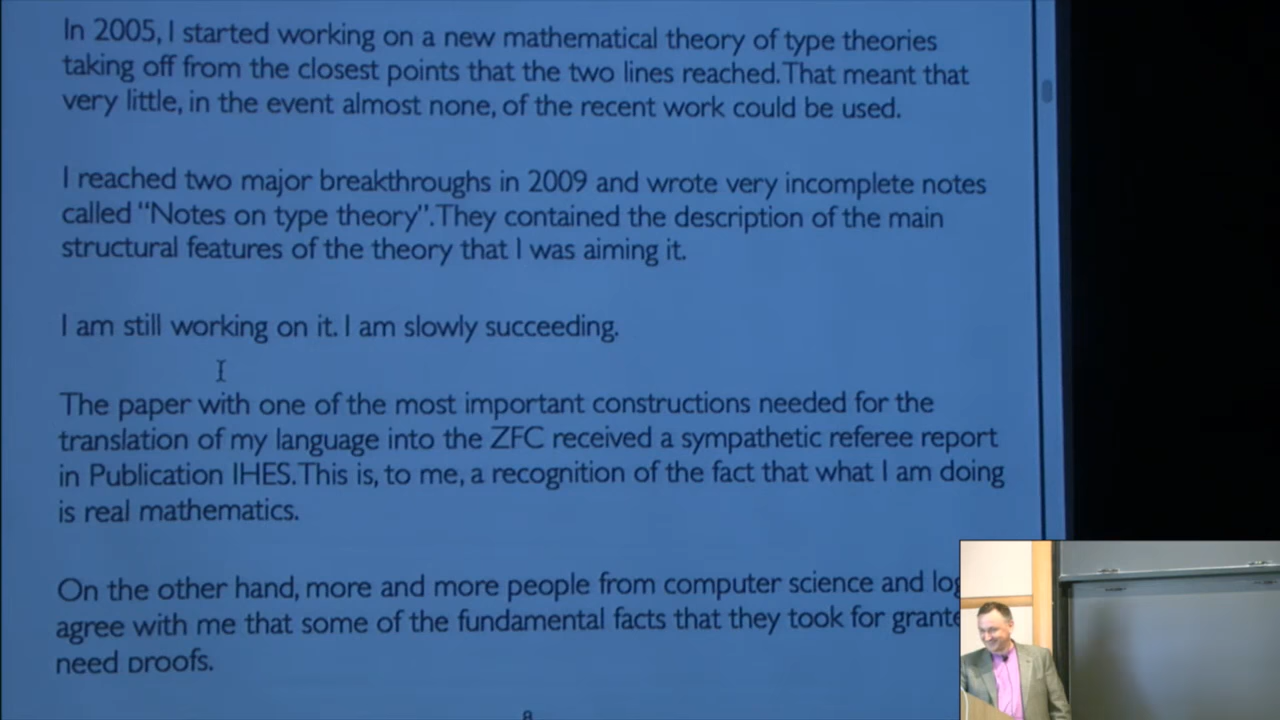 In 2005, I started working on a new mathematical theory of type theories
taking off from the closest points that the two lines reached. That meant that
very little, in the event almost none, of the recent work could be used.
I reached two major breakthroughs in 2009 and wrote very incomplete notes
called “Notes on type theory”. They contained the description of the main
structural features of the theory that I was aiming it.
I am still working on it. I am slowly succeeding.
The paper with one of the most important constructions needed for the
translation of my language into the ZFC received a sympathetic referee report
in Publication IHES. This is, to me, a recognition of the fact that what I am doing
is real mathematics.
On the other hand, more and more people from computer science and
agree with me that some of the fundamental facts that they took for
need proofs.